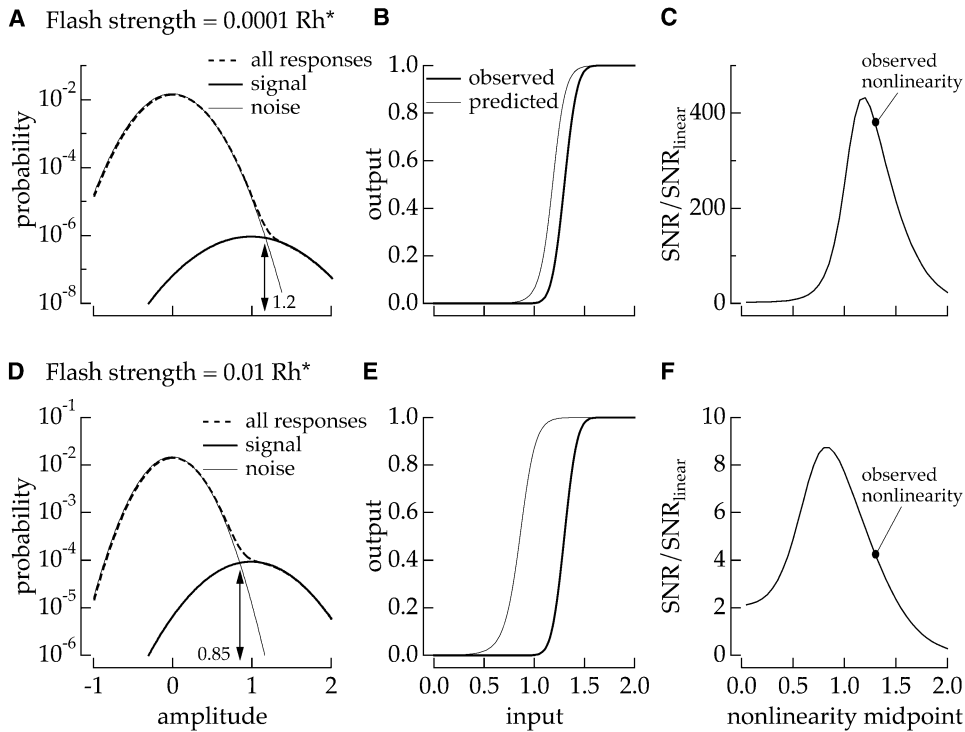 A Flash strength = 0.0001 Rh*
all responses
signal
noise
probability
10^-2
10^-4
10^-6
10^-8
1.2
B
observed
predicted
output
1.0
0.8
0.6
0.4
0.2
0.0
C
observed
nonlinearity
SNR/SNR_linear
400
200
0
D Flash strength = 0.01 Rh*
all responses
signal
noise
probability
10^-1
10^-2
10^-3
10^-4
10^-5
10^-6
0.85
-1 0 1 2
amplitude
E
output
1.0
0.8
0.6
0.4
0.2
0.0
0.0 0.5 1.0 1.5 2.0
input
F
observed
nonlinearity
SNR/SNR_linear
10
8
6
4
2
0
0.0 0.5 1.0 1.5 2.0
nonlinearity midpoint